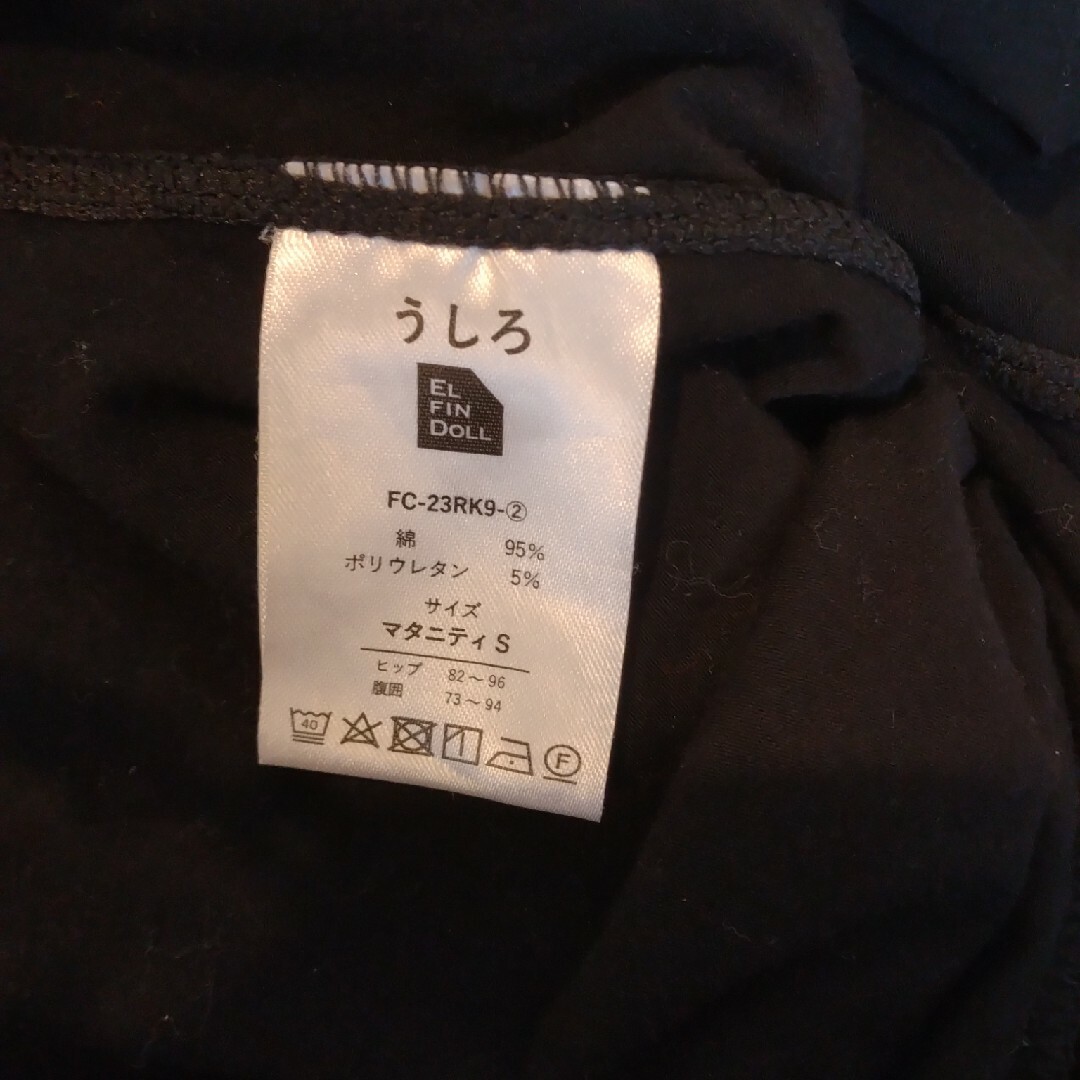 うしろ
EL
FIN
DOLL
FC-23RK9-②
綿 95%
ポリウレタン 5%
サイズ
マタニティ S
ヒップ 82～96
腹囲 73～94
40
F